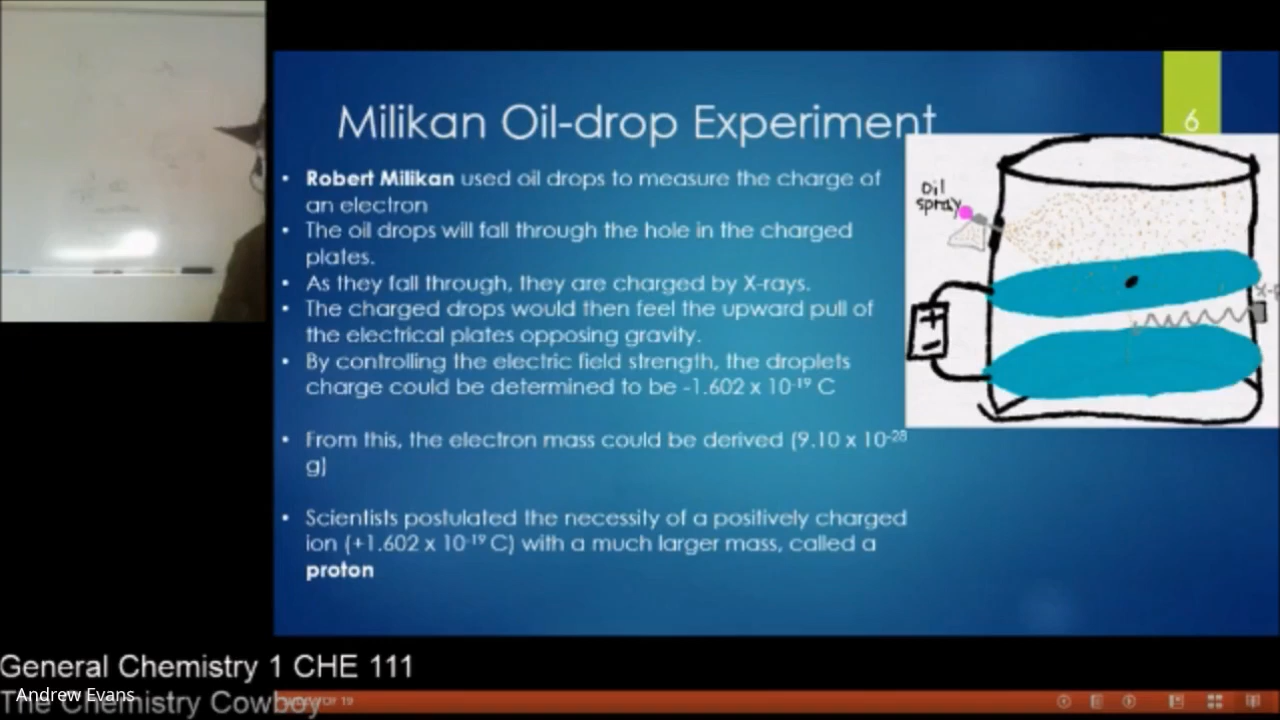 Milikan Oil-drop Experiment
6
• Robert Milikan used oil drops to measure the charge of
an electron
• The oil drops will fall through the hole in the charged
plates.
• As they fall through, they are charged by X-rays.
• The charged drops would then feel the upward pull of
the electrical plates opposing gravity.
• By controlling the electric field strength, the droplets
charge could be determined to be -1.602 x 10⁻¹⁹ C
• From this, the electron mass could be derived (9.10 x 10⁻²⁸
g)
• Scientists postulated the necessity of a positively charged
ion (+1.602 x 10⁻¹⁹ C) with a much larger mass, called a
proton
Oil
spray
+
−
General Chemistry 1 CHE 111
The Chemistry Cowboy
Andrew Evans
OF 19